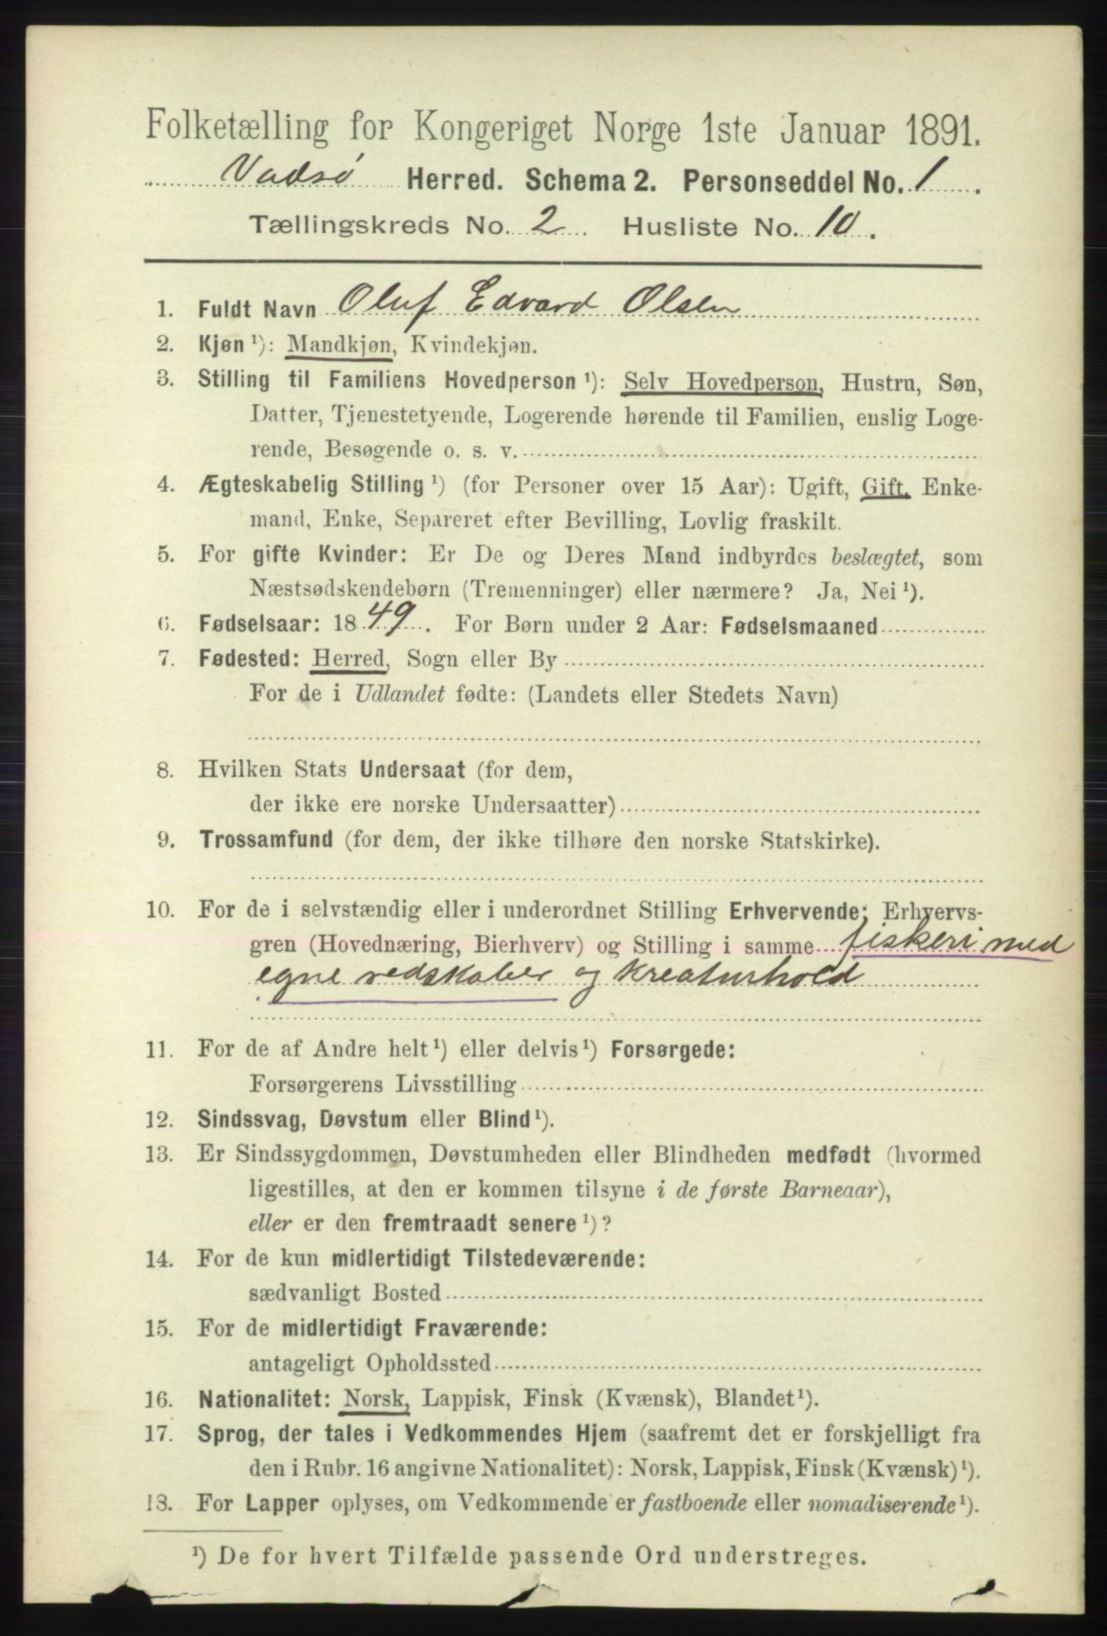 Folketælling for Kongeriget Norge 1ste Januar 1891.
Vadsø Herred. Schema 2. Personseddel No. 1.
Tællingskreds No. 2. Husliste No. 10.
1. Fuldt Navn Oluf Edvard Olsen
2. Kjøn ¹): Mandkjøn, Kvindekjøn.
3. Stilling til Familiens Hovedperson ¹): Selv Hovedperson, Hustru, Søn,
Datter, Tjenestetyende, Logerende hørende til Familien, enslig Loge-
rende, Besøgende o. s. v.
4. Ægteskabelig Stilling ¹) (for Personer over 15 Aar): Ugift, Gift, Enke-
mand, Enke, Separeret efter Bevilling, Lovlig fraskilt.
5. For gifte Kvinder: Er De og Deres Mand indbyrdes beslægtet, som
Næstsødskendebørn (Tremenninger) eller nærmere? Ja, Nei ¹).
6. Fødselsaar: 1849. For Børn under 2 Aar: Fødselsmaaned
7. Fødested: Herred, Sogn eller By
For de i Udlandet fødte: (Landets eller Stedets Navn)
8. Hvilken Stats Undersaat (for dem,
der ikke ere norske Undersaatter)
9. Trossamfund (for dem, der ikke tilhøre den norske Statskirke).
10. For de i selvstændig eller i underordnet Stilling Erhvervende: Erhvervs-
gren (Hovednæring, Bierhverv) og Stilling i samme fiskeri med
egne redskaber og kreaturhold
11. For de af Andre helt ¹) eller delvis ¹) Forsørgede:
Forsørgerens Livsstilling
12. Sindssvag, Døvstum eller Blind ¹).
13. Er Sindssygdommen, Døvstumheden eller Blindheden medfødt (hvormed
ligestilles, at den er kommen tilsyne i de første Barneaar),
eller er den fremtraadt senere ¹)?
14. For de kun midlertidigt Tilstedeværende:
sædvanligt Bosted
15. For de midlertidigt Fraværende:
antageligt Opholdssted
16. Nationalitet: Norsk, Lappisk, Finsk (Kvænsk), Blandet ¹).
17. Sprog, der tales i Vedkommendes Hjem (saafremt det er forskjelligt fra
den i Rubr. 16 angivne Nationalitet): Norsk, Lappisk, Finsk (Kvænsk) ¹).
18. For Lapper oplyses, om Vedkommende er fastboende eller nomadiserende ¹).
¹) De for hvert Tilfælde passende Ord understreges.